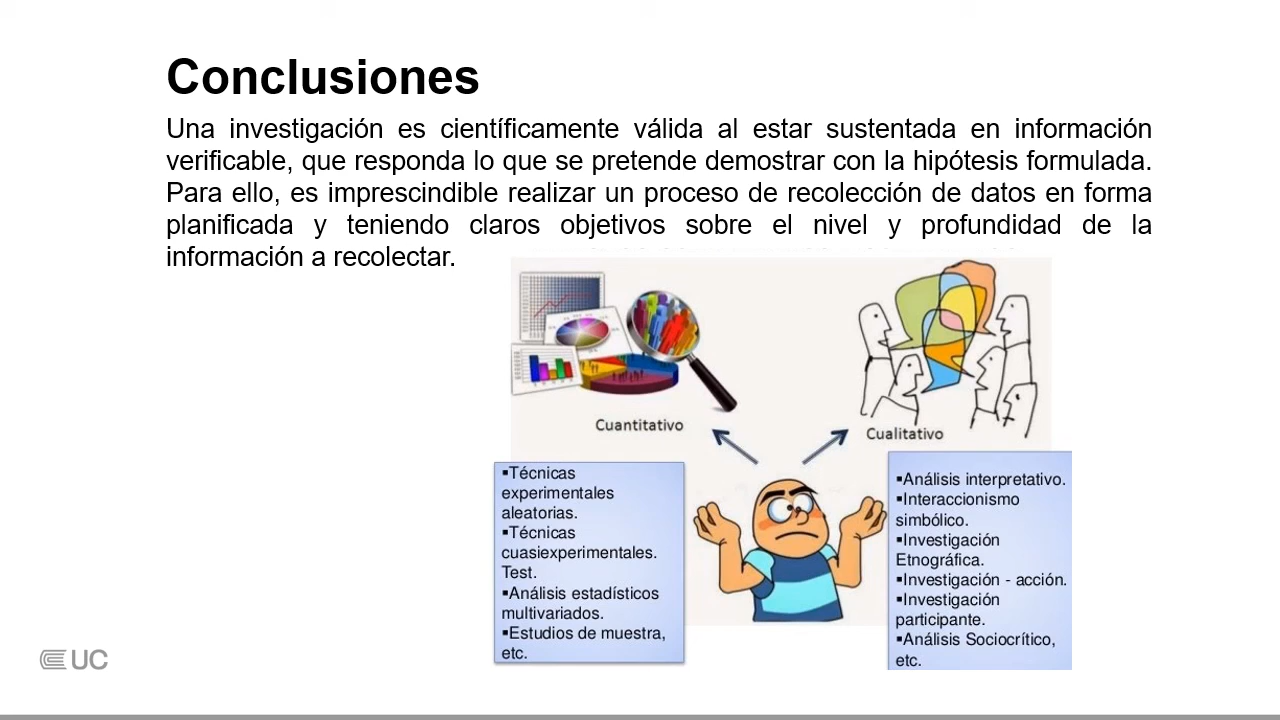 Conclusiones
Una investigación es científicamente válida al estar sustentada en información
verificable, que responda lo que se pretende demostrar con la hipótesis formulada.
Para ello, es imprescindible realizar un proceso de recolección de datos en forma
planificada y teniendo claros objetivos sobre el nivel y profundidad de la
información a recolectar.
Cuantitativo
Cualitativo
▪Técnicas
experimentales
aleatorias.
▪Técnicas
cuasiexperimentales.
Test.
▪Análisis estadísticos
multivariados.
▪Estudios de muestra,
etc.
▪Análisis interpretativo.
▪Interaccionismo
simbólico.
▪Investigación
Etnográfica.
▪Investigación - acción.
▪Investigación
participante.
▪Análisis Sociocrítico,
etc.
UC